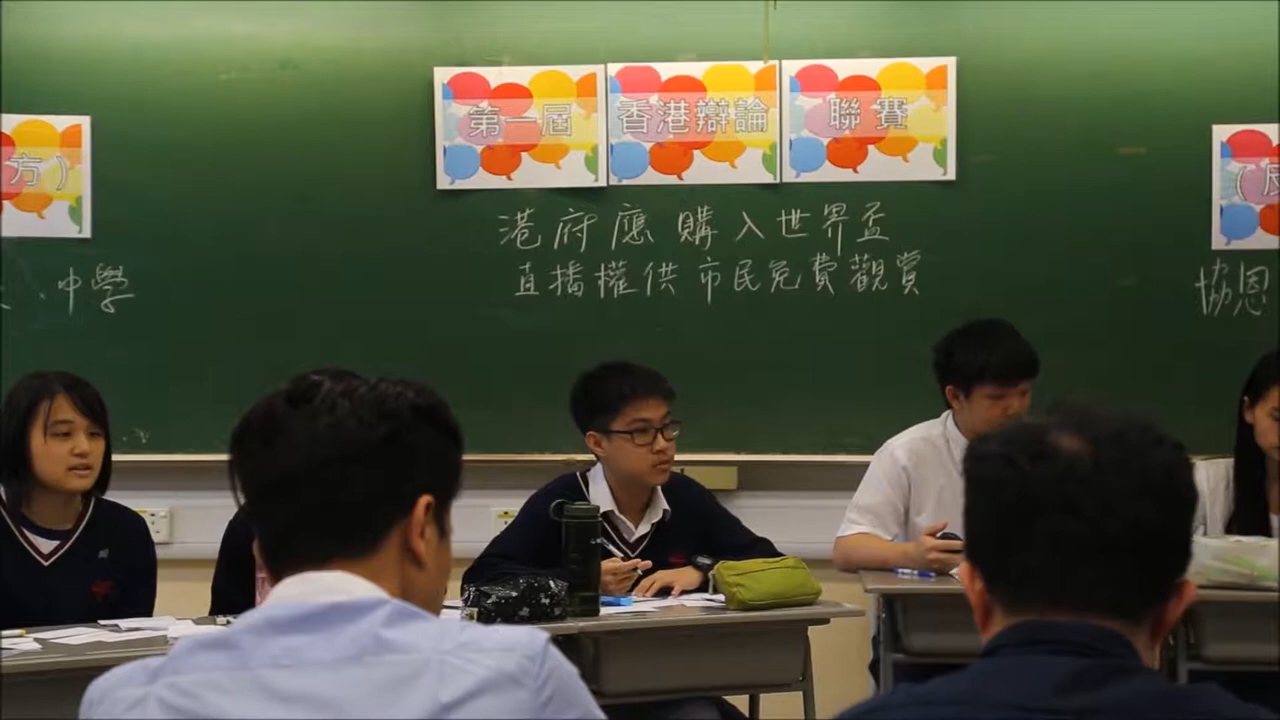 第一屆 香港辯論 聯賽
方）
（反
港府應購入世界盃
直播權供市民免費觀賞
中學
協恩